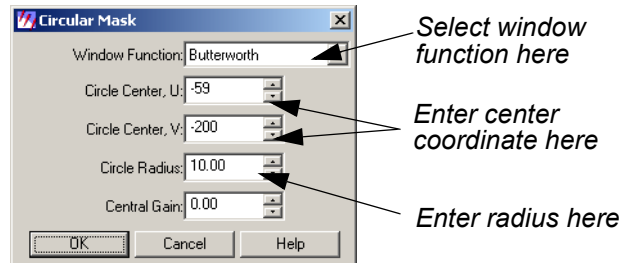 Circular Mask
Window Function: Butterworth
Select window
function here
Circle Center, U: -59
Circle Center, V: -200
Enter center
coordinate here
Circle Radius: 10.00
Central Gain: 0.00
Enter radius here
OK Cancel Help